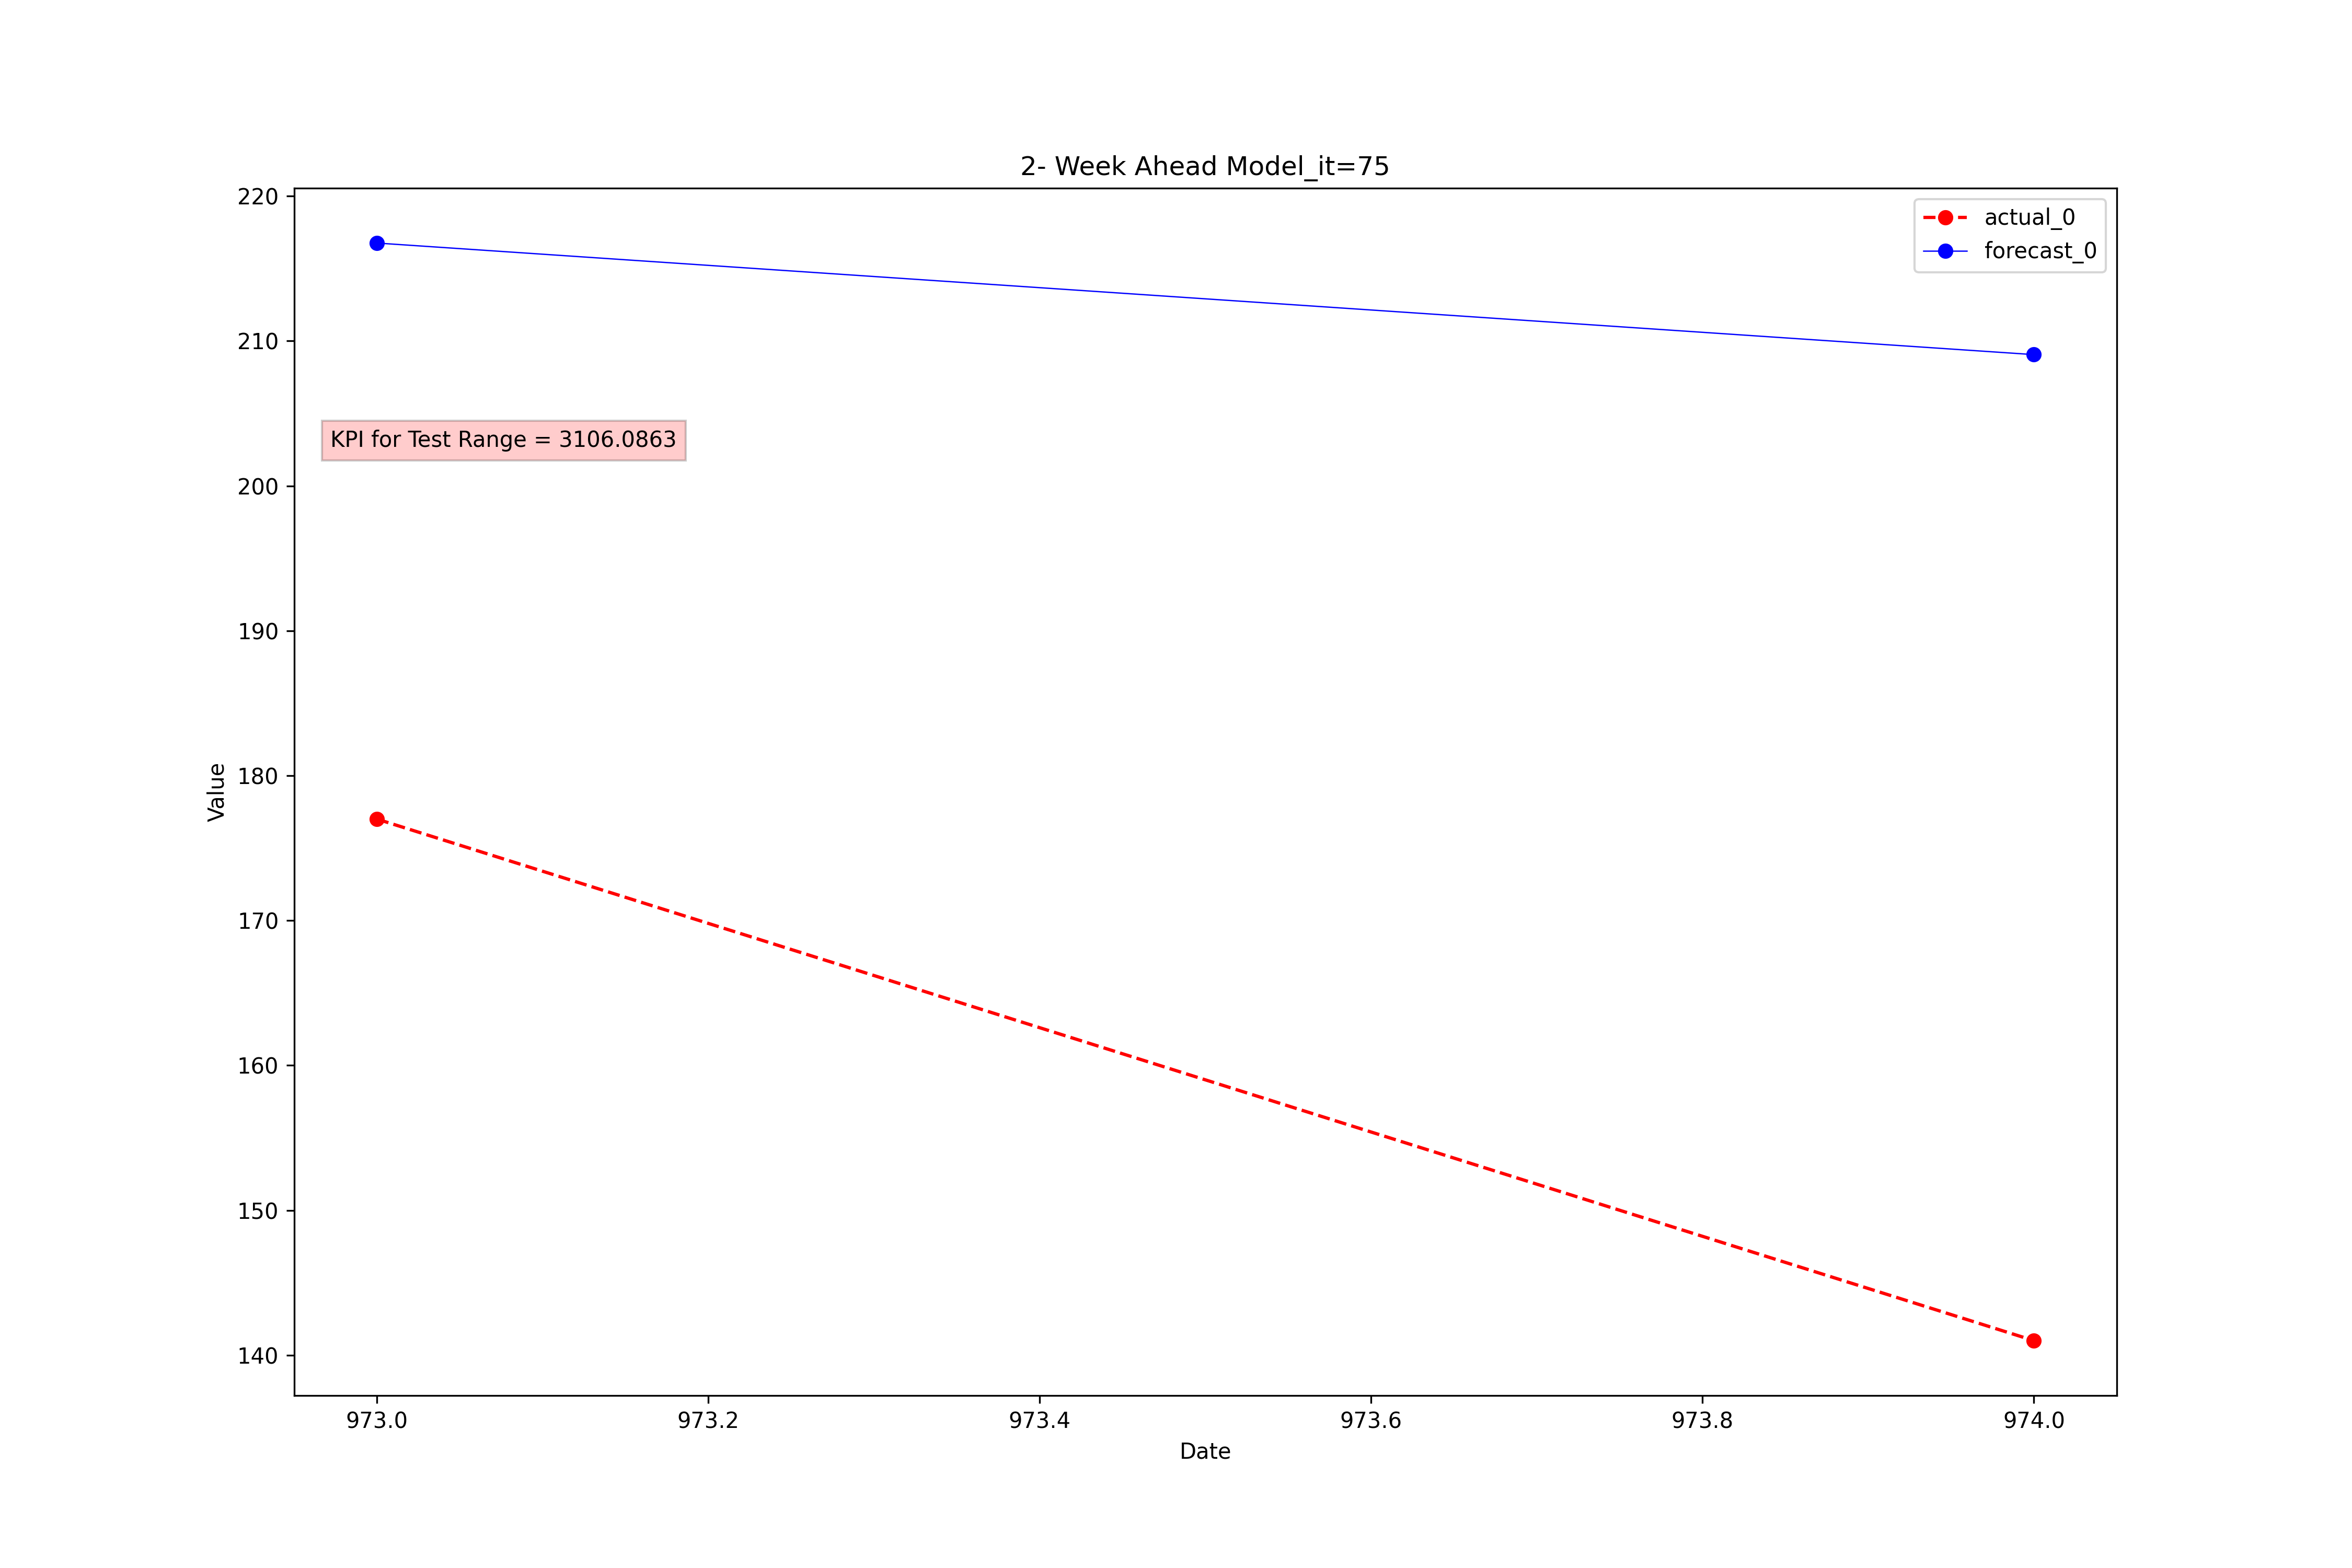 2- Week Ahead Model_it=75
220
210
200
190
180
170
160
150
140
Value
actual_0
forecast_0
KPI for Test Range = 3106.0863
973.0 973.2 973.4 973.6 973.8 974.0
Date